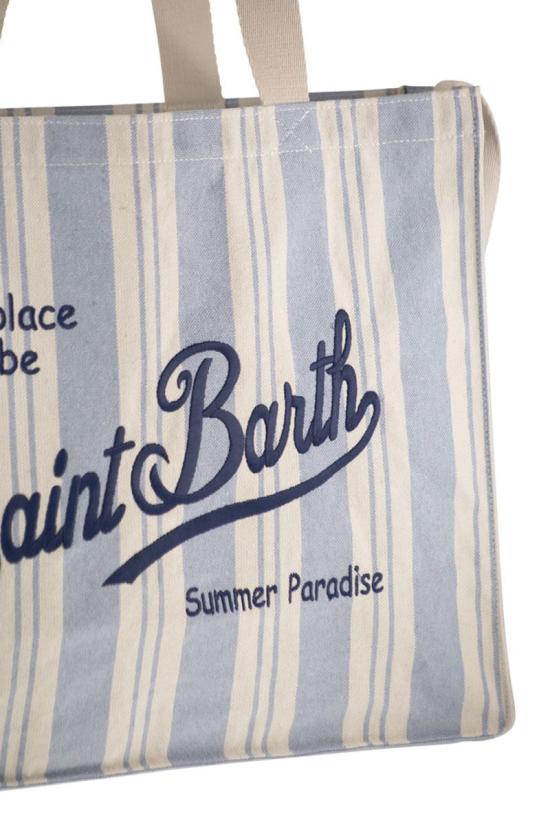 place
be
aint Barth
Summer Paradise